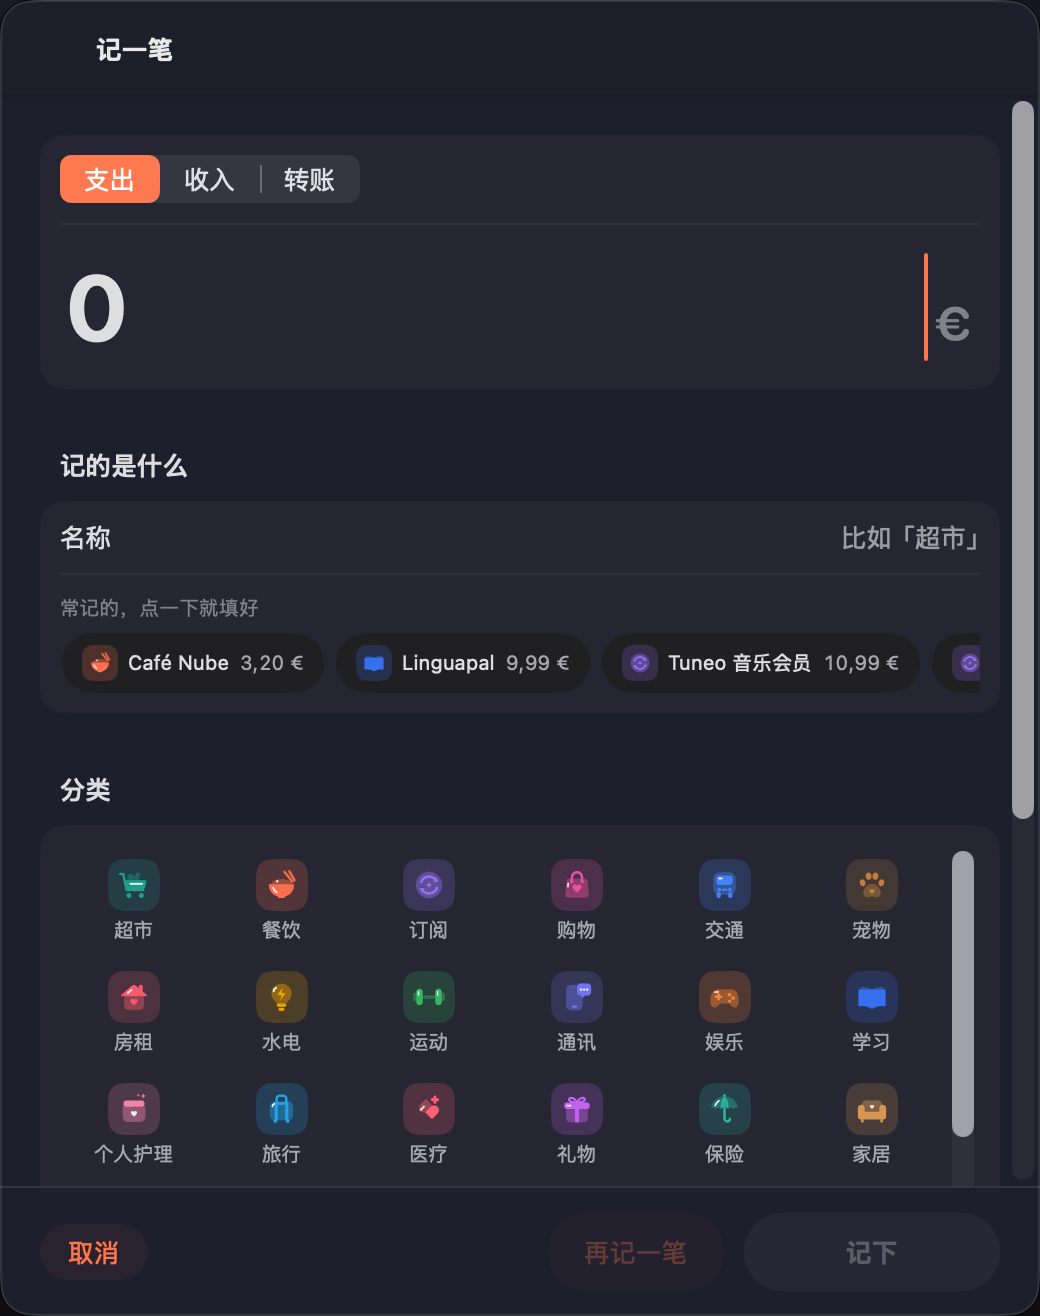 记一笔
支出 收入 转账
0 €
记的是什么
名称 比如「超市」
常记的，点一下就填好
Café Nube 3,20 € Linguapal 9,99 € Tuneo 音乐会员 10,99 €
分类
超市 餐饮 订阅 购物 交通 宠物
房租 水电 运动 通讯 娱乐 学习
个人护理 旅行 医疗 礼物 保险 家居
取消 再记一笔 记下